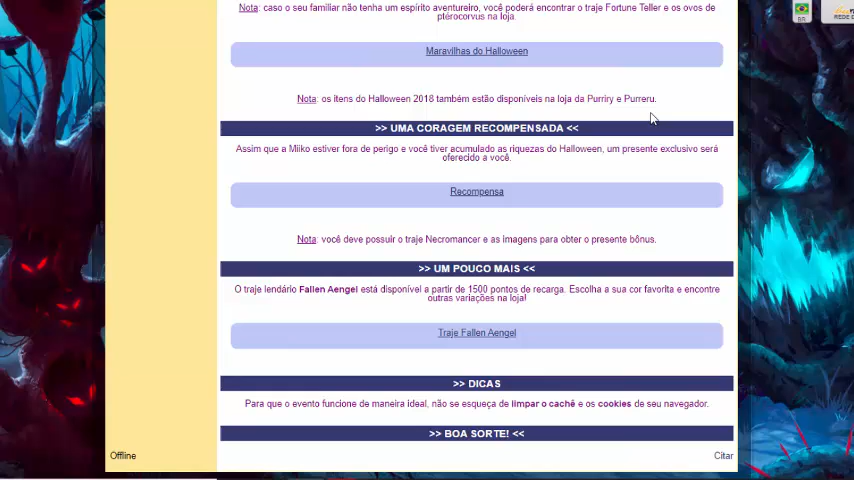 Nota: caso o seu familiar não tenha um espírito aventureiro, você poderá encontrar o traje Fortune Teller e os ovos de
pterocorvus na loja.
BR
REDE
Maravilhas do Halloween
Nota: os itens do Halloween 2018 também estão disponíveis na loja da Purriry e Purreru.
>> UMA CORAGEM RECOMPENSADA <<
Assim que a Miiko estiver fora de perigo e você tiver acumulado as riquezas do Halloween, um presente exclusivo será
oferecido a você.
Recompensa
Nota: você deve possuir o traje Necromancer e as imagens para obter o presente bônus.
>> UM POUCO MAIS <<
O traje lendário Fallen Aengel está disponível a partir de 1500 pontos de recarga. Escolha a sua cor favorita e encontre
outras variações na loja!
Traje Fallen Aengel
>> DICAS
Para que o evento funcione de maneira ideal, não se esqueça de limpar o cachê e os cookies de seu navegador.
>> BOA SORTE! <<
Offline
Citar